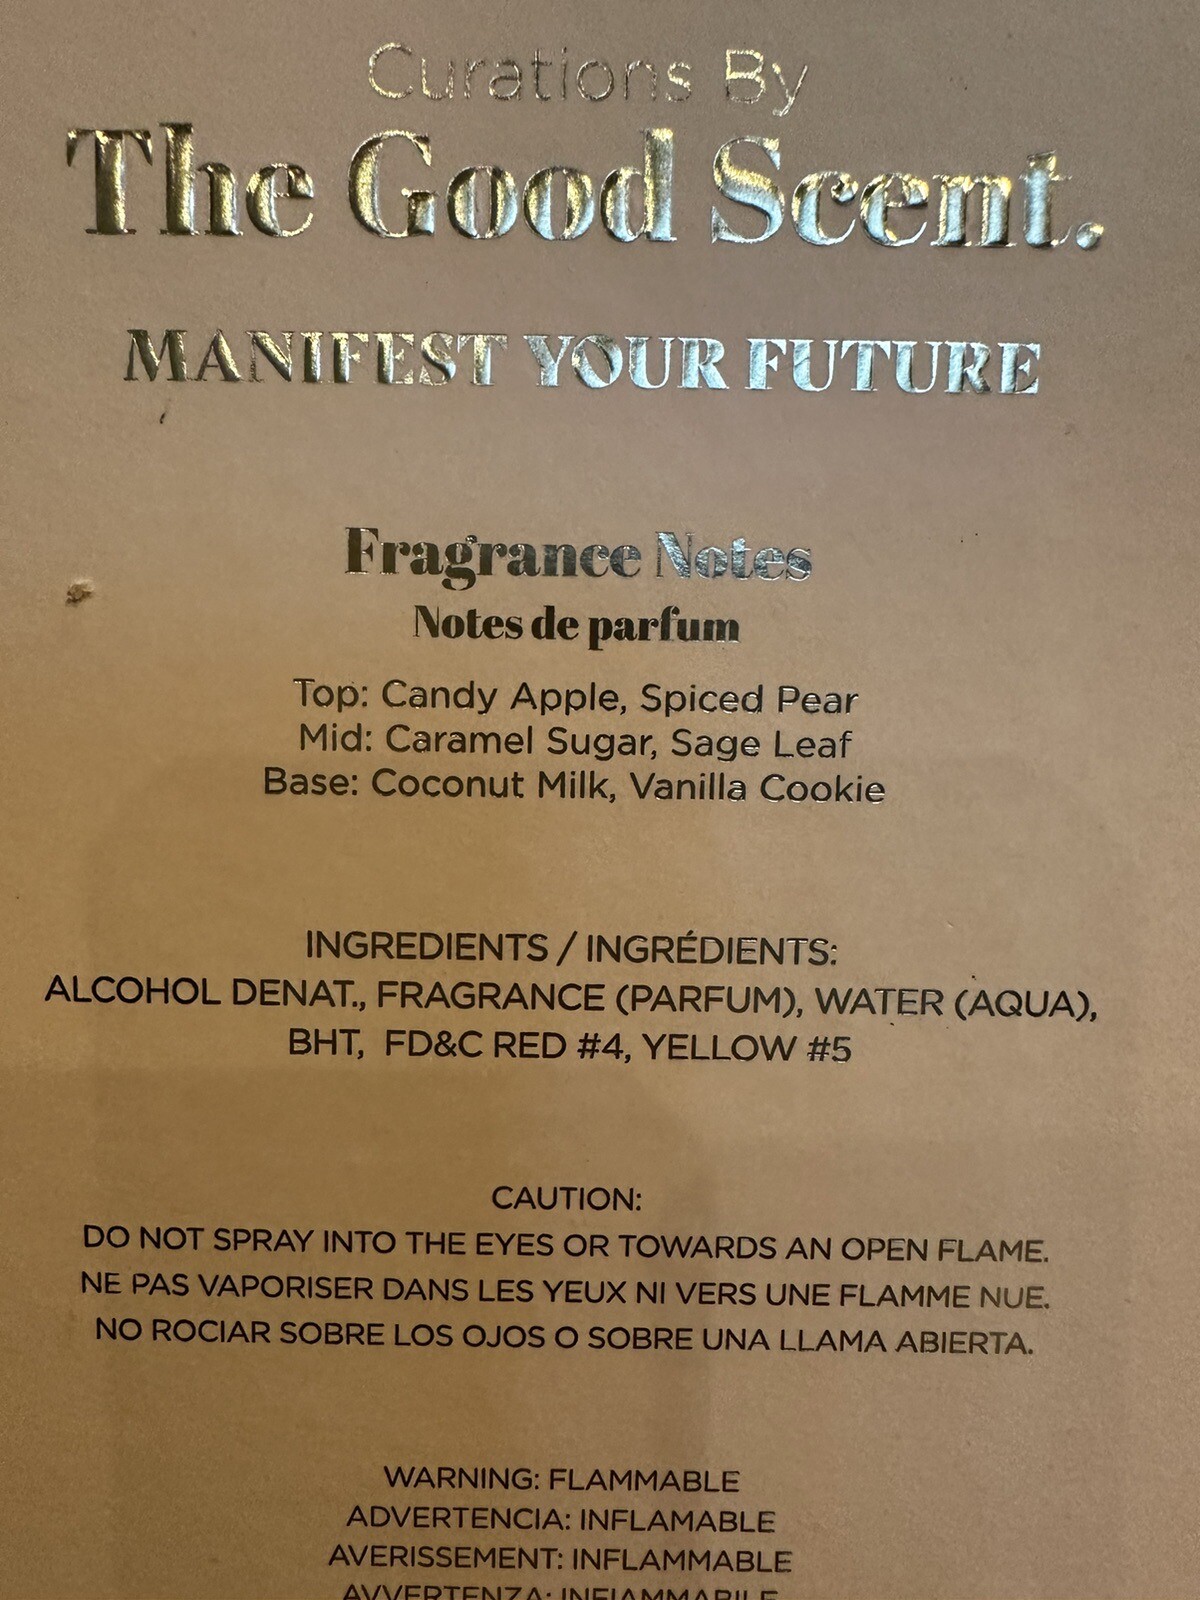 Curations By
The Good Scent.
MANIFEST YOUR FUTURE
Fragrance Notes
Notes de parfum
Top: Candy Apple, Spiced Pear
Mid: Caramel Sugar, Sage Leaf
Base: Coconut Milk, Vanilla Cookie
INGREDIENTS / INGRÉDIENTS:
ALCOHOL DENAT., FRAGRANCE (PARFUM), WATER (AQUA),
BHT, FD&C RED #4, YELLOW #5
CAUTION:
DO NOT SPRAY INTO THE EYES OR TOWARDS AN OPEN FLAME.
NE PAS VAPORISER DANS LES YEUX NI VERS UNE FLAMME NUE.
NO ROCIAR SOBRE LOS OJOS O SOBRE UNA LLAMA ABIERTA.
WARNING: FLAMMABLE
ADVERTENCIA: INFLAMABLE
AVERISSEMENT: INFLAMMABLE
AVVERTENZA: INFIAMMABILE